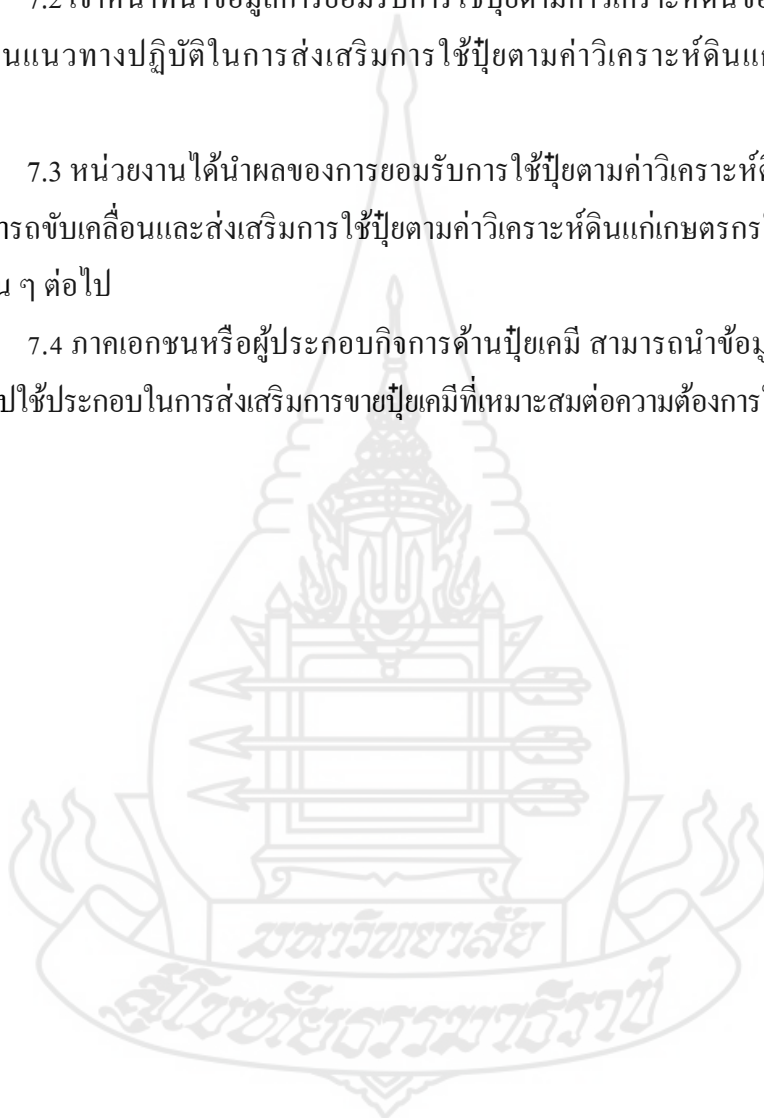 7.2 เจ้าหน้าที่นำข้อมูลการยอมรับการใช้ปุ๋ยตามค่าวิเคราะห์ดิน
แนวทางปฏิบัติในการส่งเสริมการใช้ปุ๋ยตามค่าวิเคราะห์ดิน
7.3 หน่วยงานได้นำผลของการยอมรับการใช้ปุ๋ยตามค่าวิเคราะห์
ารถขับเคลื่อนและส่งเสริมการใช้ปุ๋ยตามค่าวิเคราะห์ดินแก่เกษตรกร
น ๆ ต่อไป
7.4 ภาคเอกชนหรือผู้ประกอบกิจการด้านปุ๋ยเคมี สามารถนำข้อมู
ปใช้ประกอบในการส่งเสริมการขายปุ๋ยเคมีที่เหมาะสมต่อความต้องการ
มหาวิทยาลัย
สุโขทัยธรรมาธิราช